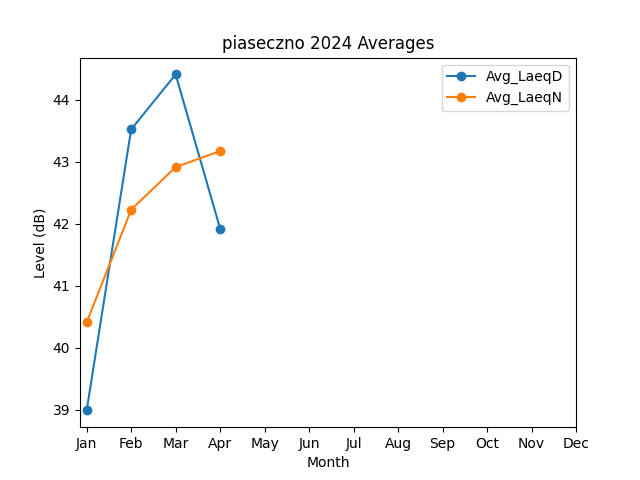 piaseczno 2024 Averages
Avg_LaeqD
Avg_LaeqN
Level (dB)
44
43
42
41
40
39
Jan Feb Mar Apr May Jun Jul Aug Sep Oct Nov Dec
Month